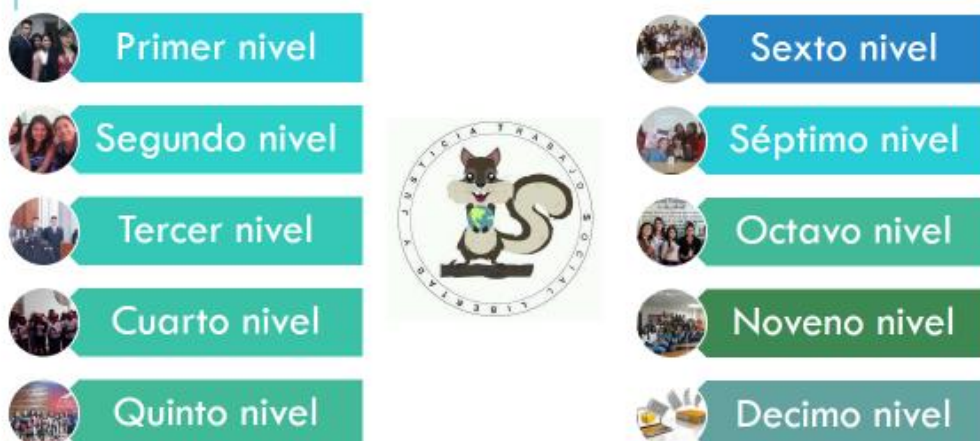 Primer nivel
Segundo nivel
Tercer nivel
Cuarto nivel
Quinto nivel
TRABAJO SOCIAL LIBERTAD Y JUSTICIA
Sexto nivel
Séptimo nivel
Octavo nivel
Noveno nivel
Decimo nivel